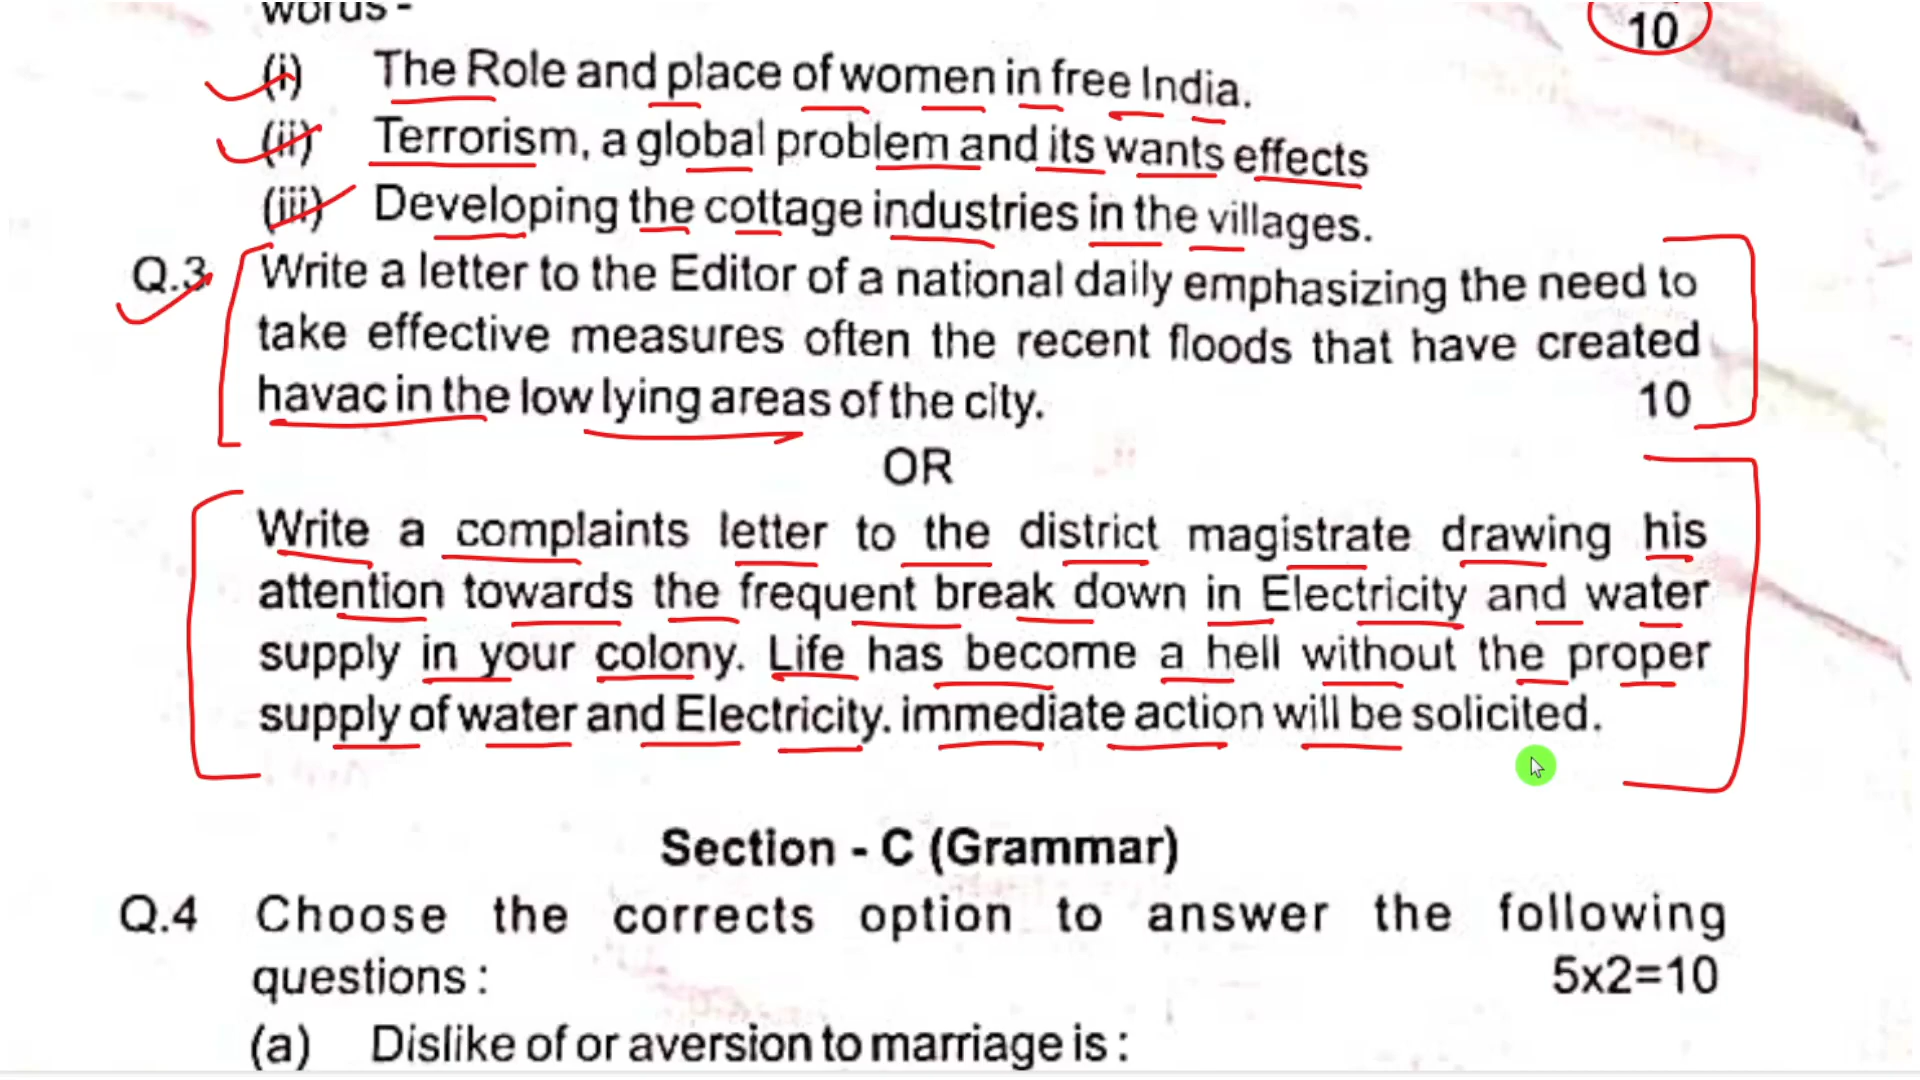 words -
10
(i) The Role and place of women in free India.
(ii) Terrorism, a global problem and its wants effects
(iii) Developing the cottage industries in the villages.
Q.3 Write a letter to the Editor of a national daily emphasizing the need to
take effective measures often the recent floods that have created
havac in the low lying areas of the city. 10
OR
Write a complaints letter to the district magistrate drawing his
attention towards the frequent break down in Electricity and water
supply in your colony. Life has become a hell without the proper
supply of water and Electricity. immediate action will be solicited.
Section - C (Grammar)
Q.4 Choose the corrects option to answer the following
questions : 5x2=10
(a) Dislike of or aversion to marriage is :